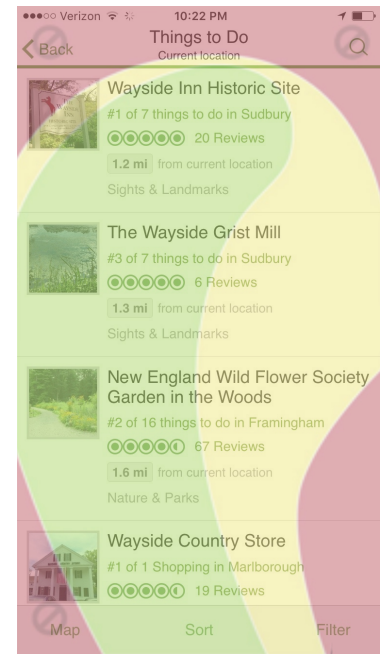 Verizon 10:22 PM
Back Things to Do
Current location
Wayside Inn Historic Site
#1 of 7 things to do in Sudbury
20 Reviews
1.2 mi from current location
Sights & Landmarks
The Wayside Grist Mill
#3 of 7 things to do in Sudbury
6 Reviews
1.3 mi from current location
Sights & Landmarks
New England Wild Flower Society
Garden in the Woods
#2 of 16 things to do in Framingham
67 Reviews
1.6 mi from current location
Nature & Parks
Wayside Country Store
#1 of 1 Shopping in Marlborough
19 Reviews
Map Sort Filter